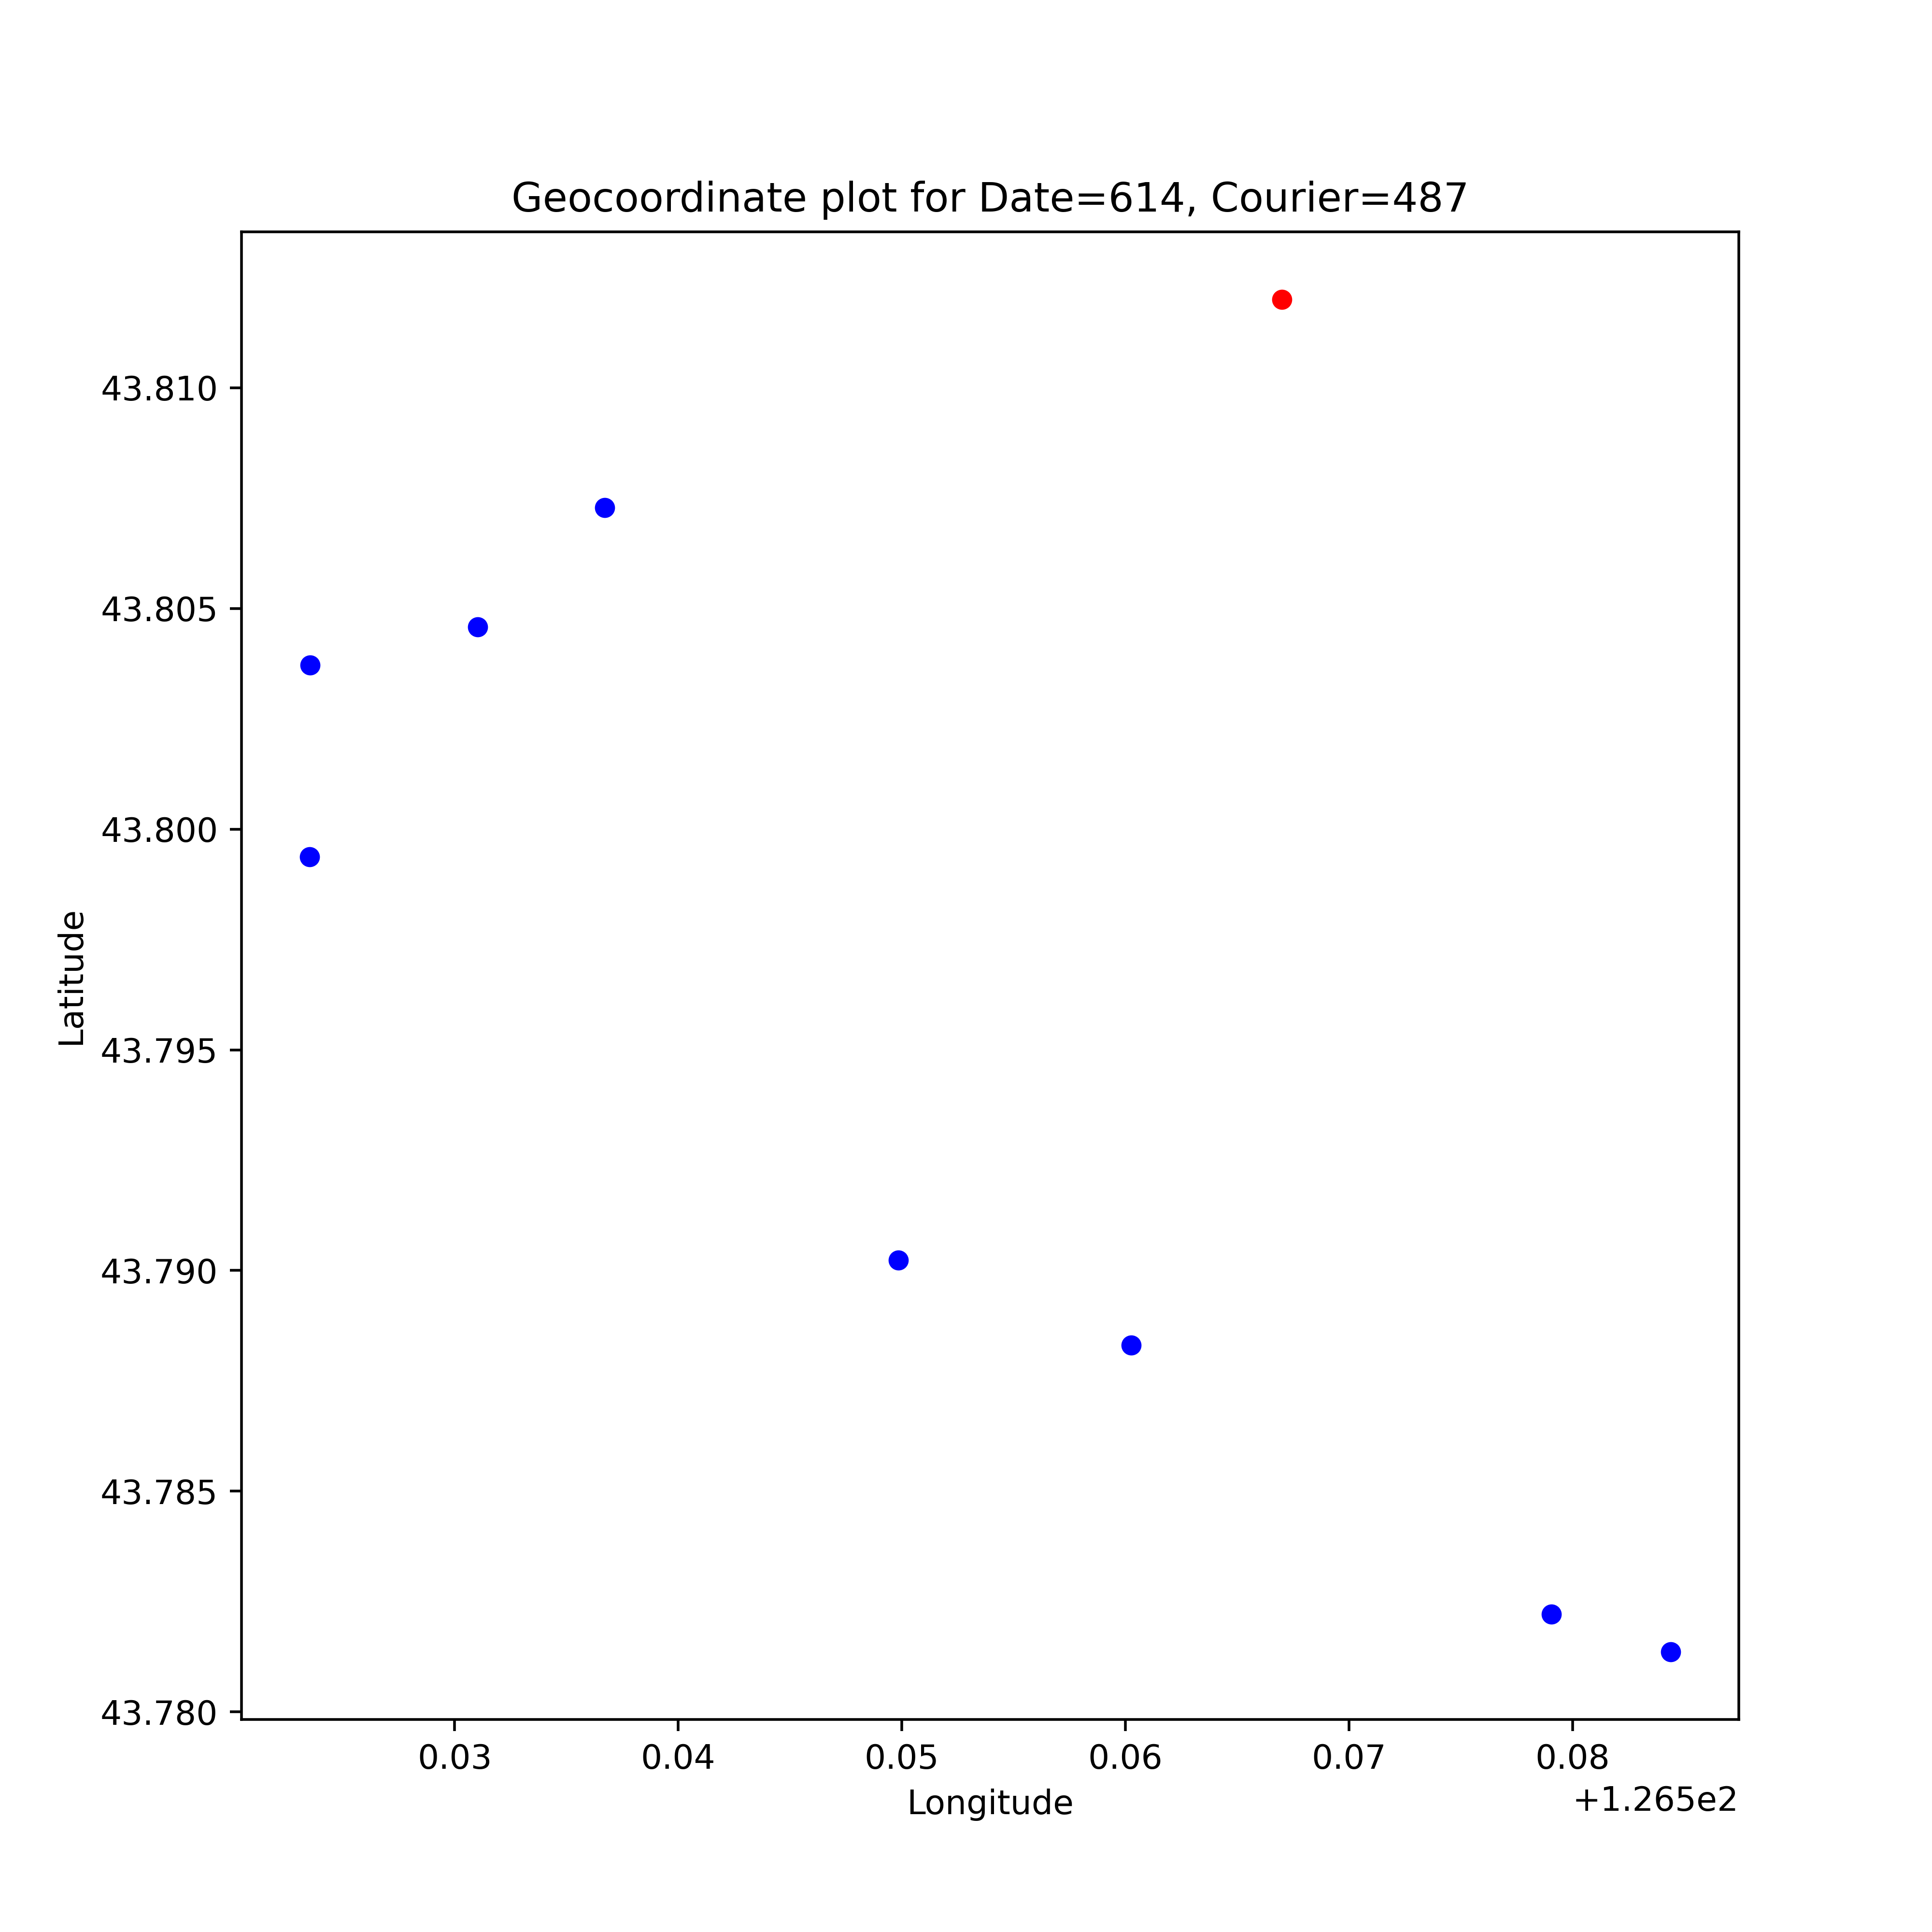 Geocoordinate plot for Date=614, Courier=487
43.810
43.805
43.800
43.795
43.790
43.785
43.780
Latitude
0.03 0.04 0.05 0.06 0.07 0.08
+1.265e2
Longitude